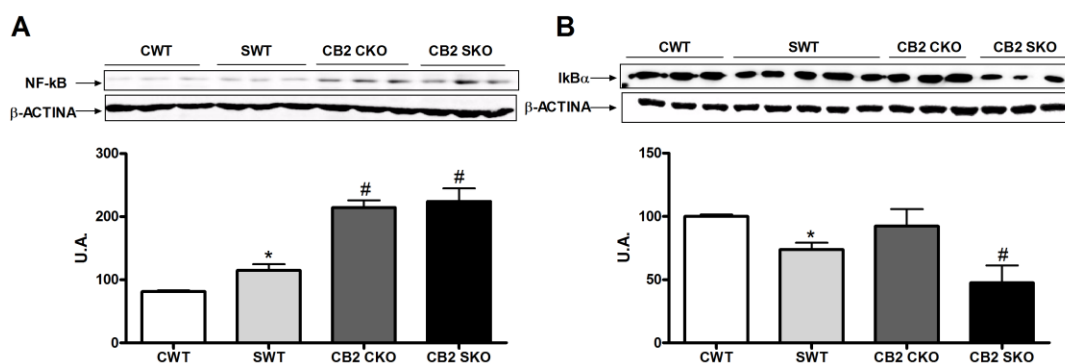 A
CWT SWT CB2 CKO CB2 SKO
NF-kB
β-ACTINA
300
200
100
0
U.A.
*
#
#
CWT SWT CB2 CKO CB2 SKO
B
CWT SWT CB2 CKO CB2 SKO
IkBα
β-ACTINA
150
100
50
0
U.A.
*
#
CWT SWT CB2 CKO CB2 SKO